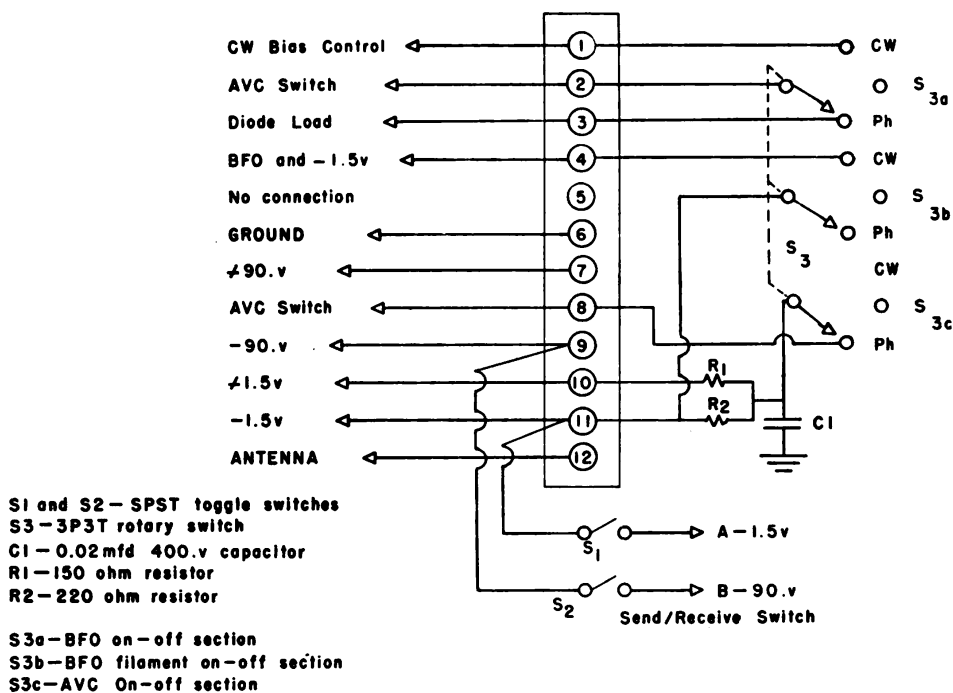 CW Bias Control 1 CW
AVC Switch 2 S3a
Diode Load 3 Ph
BFO and -1.5v 4 CW
No connection 5 S3b
GROUND 6 Ph
S3
≁90.v 7 CW
AVC Switch 8 S3c
-90.v 9 Ph
≁1.5v 10 R1
-1.5v 11 R2 C1
ANTENNA 12
S1 and S2 - SPST toggle switches
S3 - 3P3T rotary switch
C1 - 0.02mfd 400.v capacitor
R1 - 150 ohm resistor
R2 - 220 ohm resistor
S1 A-1.5v
S2 B-90.v
Send/Receive Switch
S3a-BFO on-off section
S3b-BFO filament on-off section
S3c-AVC On-off section